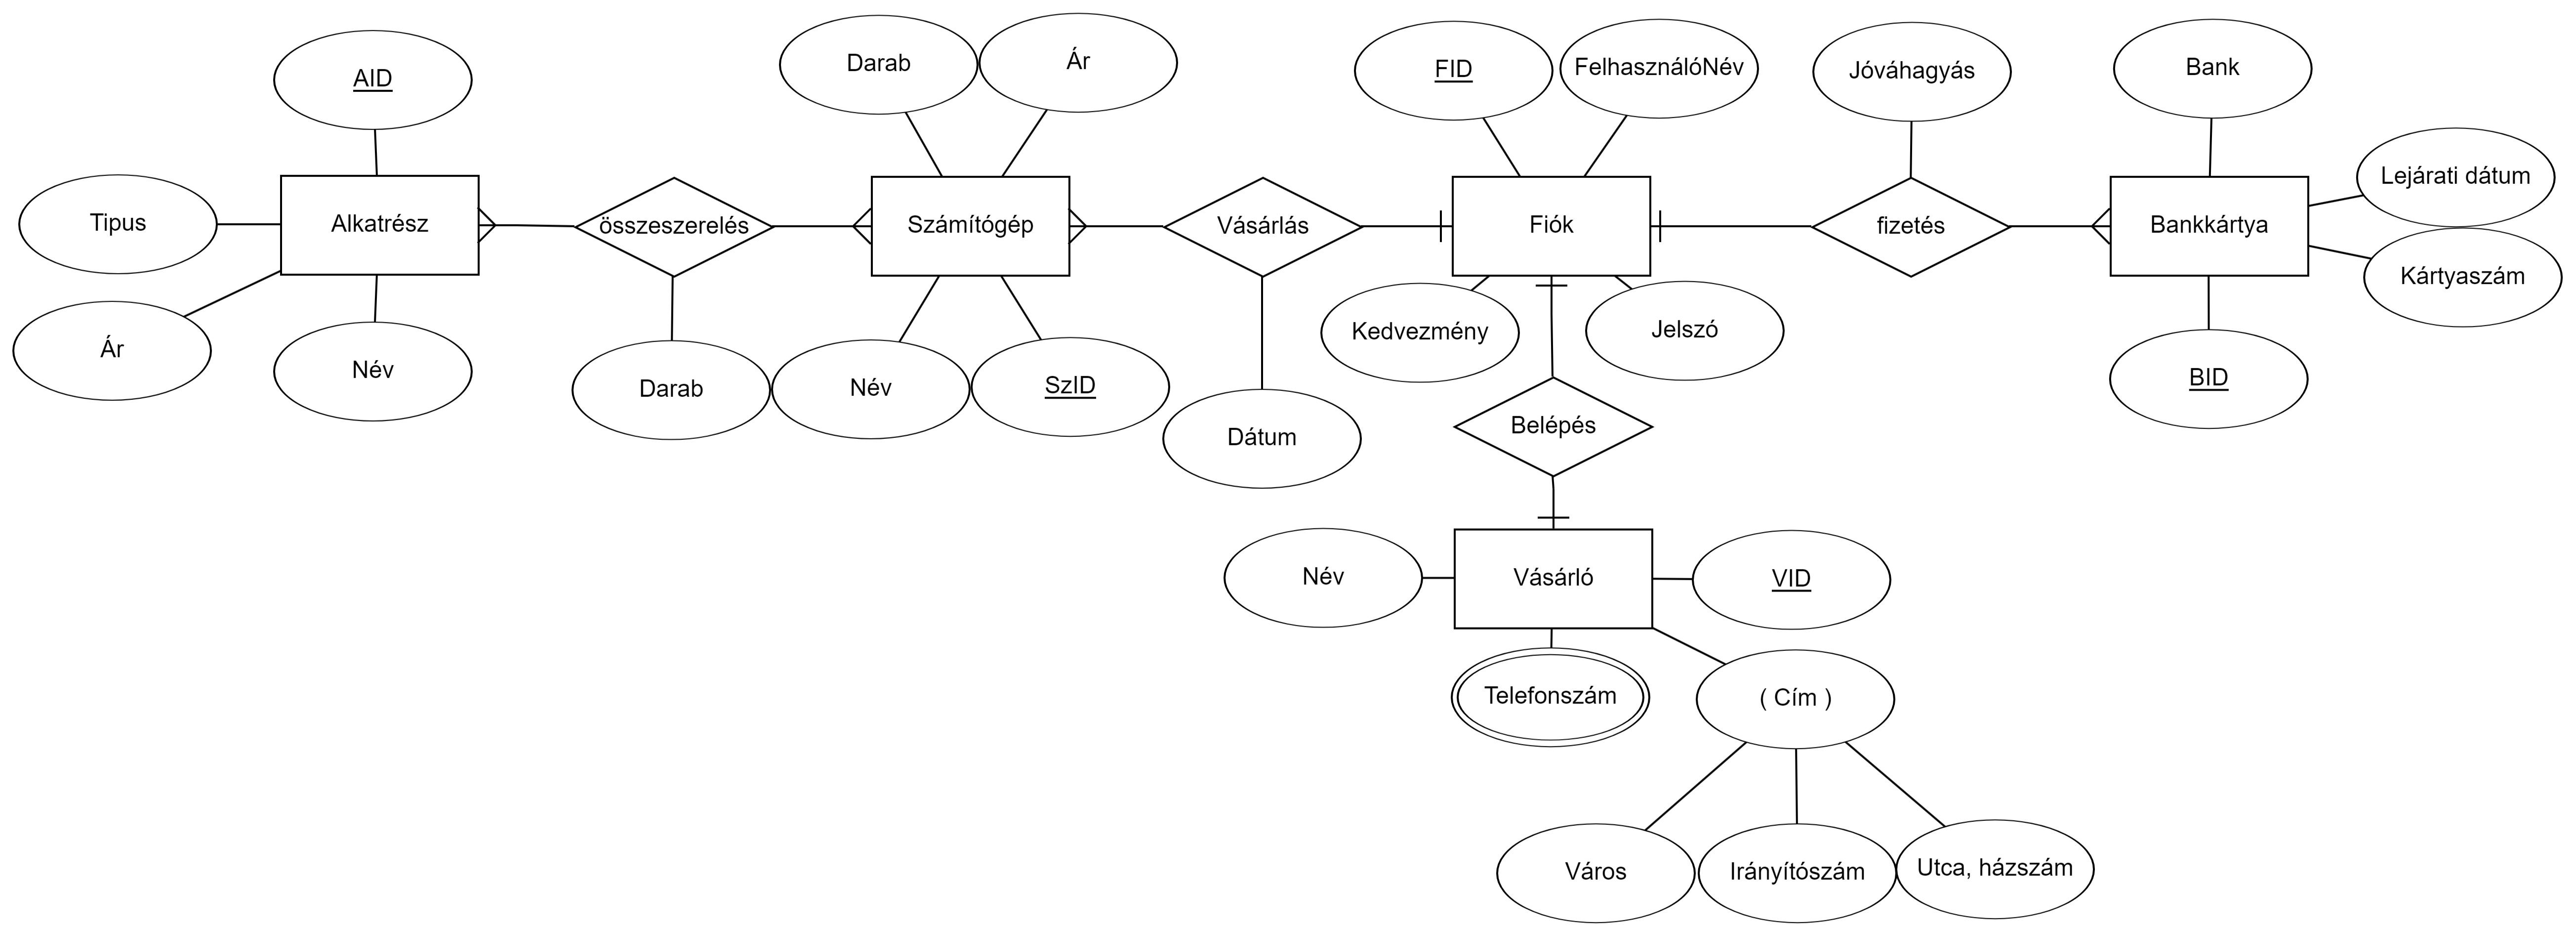 AID
Tipus
Ár
Név
Alkatrész
összeszerelés
Darab
Darab
Ár
Számítógép
Név
SzID
Vásárlás
Dátum
FID
FelhasználóNév
Fiók
Kedvezmény
Jelszó
Jóváhagyás
fizetés
Bank
Lejárati dátum
Bankkártya
Kártyaszám
BID
Belépés
Név
Vásárló
VID
Telefonszám
( Cím )
Város
Irányítószám
Utca, házszám